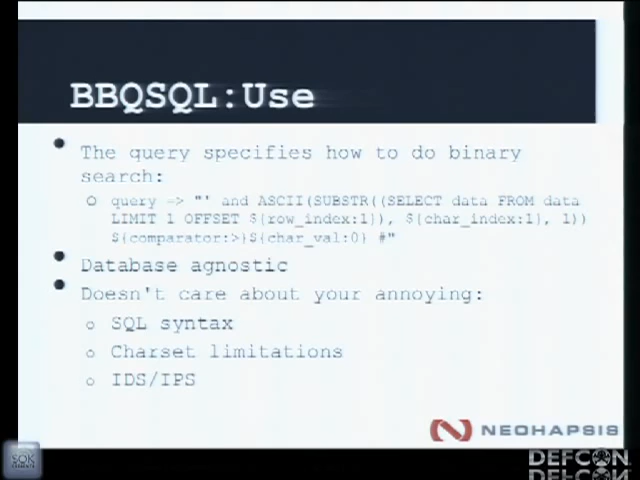 BBQSQL:Use
The query specifies how to do binary
search:
query => "' and ASCII(SUBSTR((SELECT data FROM data
LIMIT 1 OFFSET ${row_index:1}), ${char_index:1}, 1))
${comparator:>}${char_val:0} #"
Database agnostic
Doesn't care about your annoying:
SQL syntax
Charset limitations
IDS/IPS
NEOHAPSIS
DEFCON
SOK